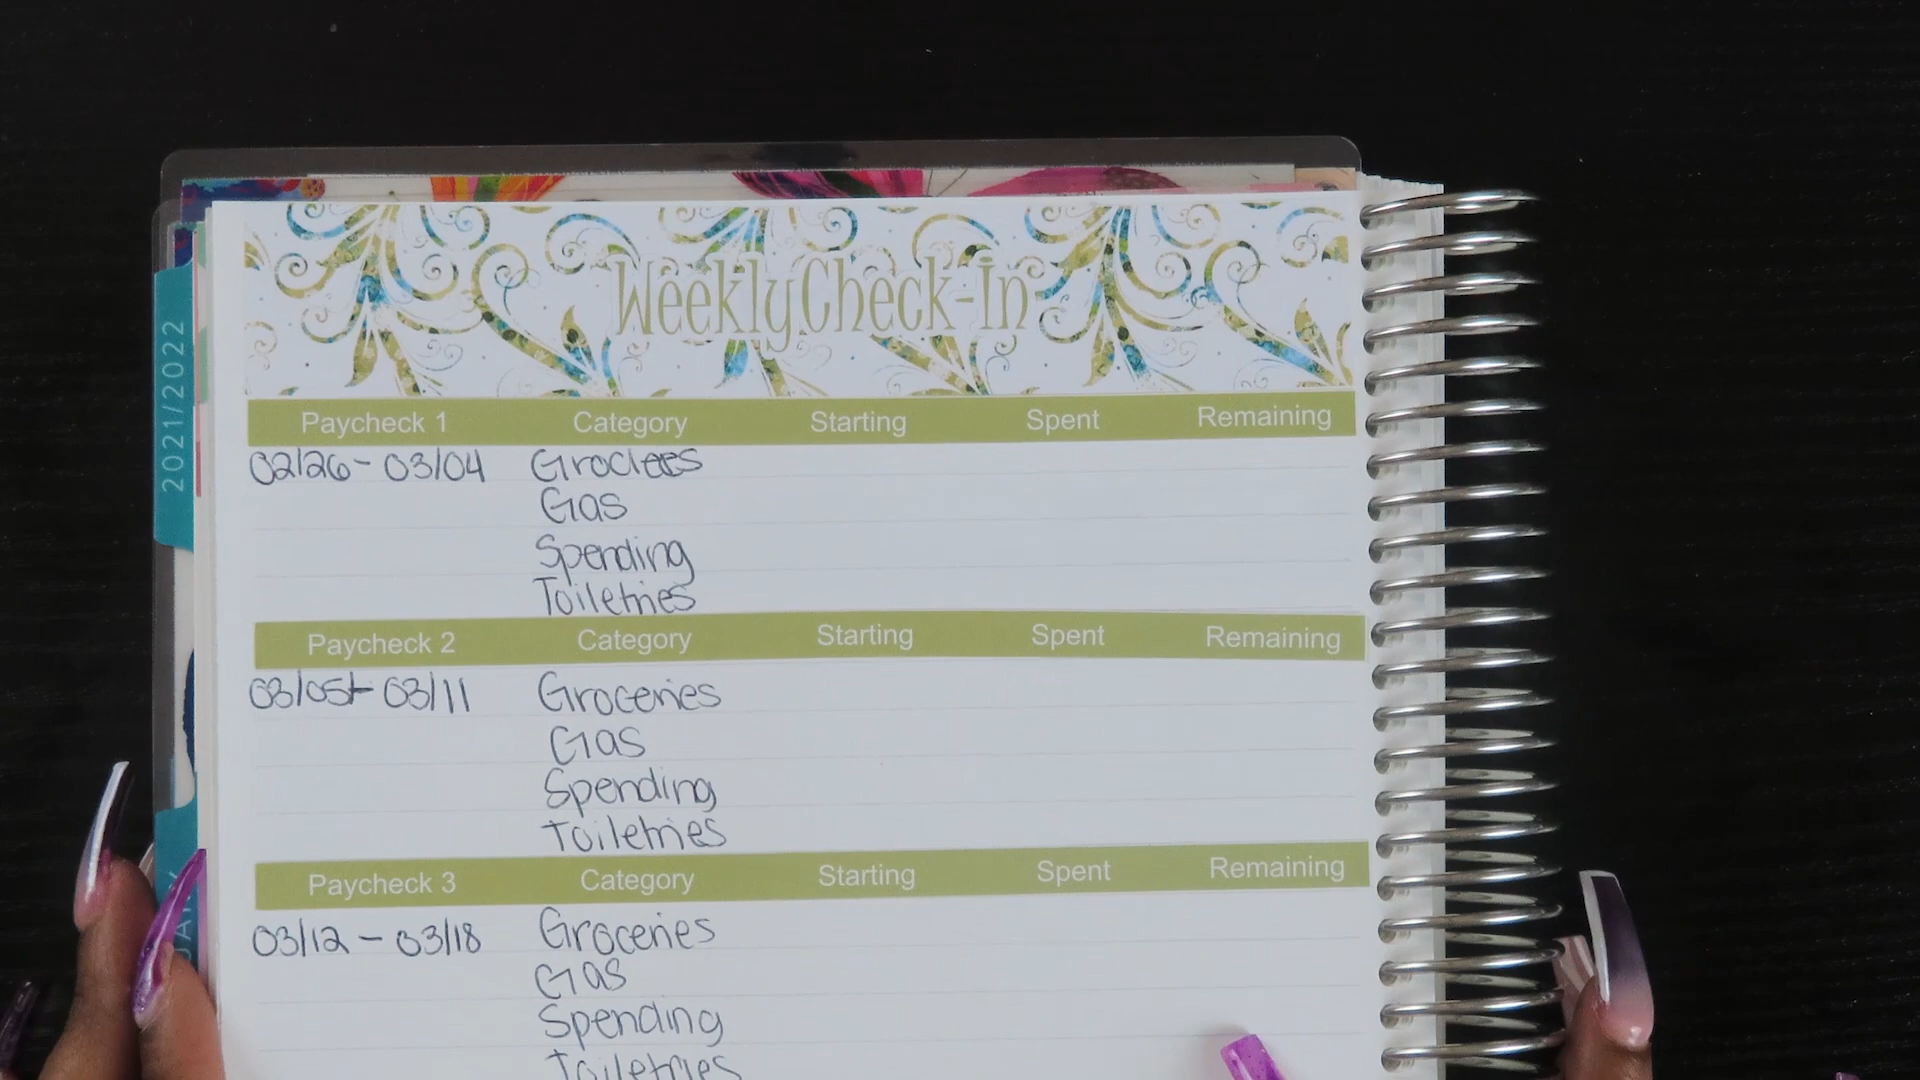 Weekly Check-In
Paycheck 1 Category Starting Spent Remaining
02/26 - 03/04 Groclees
Gas
Spending
Toiletries
Paycheck 2 Category Starting Spent Remaining
03/05 - 03/11 Groceries
Gas
Spending
Toiletries
Paycheck 3 Category Starting Spent Remaining
03/12 - 03/18 Groceries
Gas
Spending
Toiletries
2021/2022